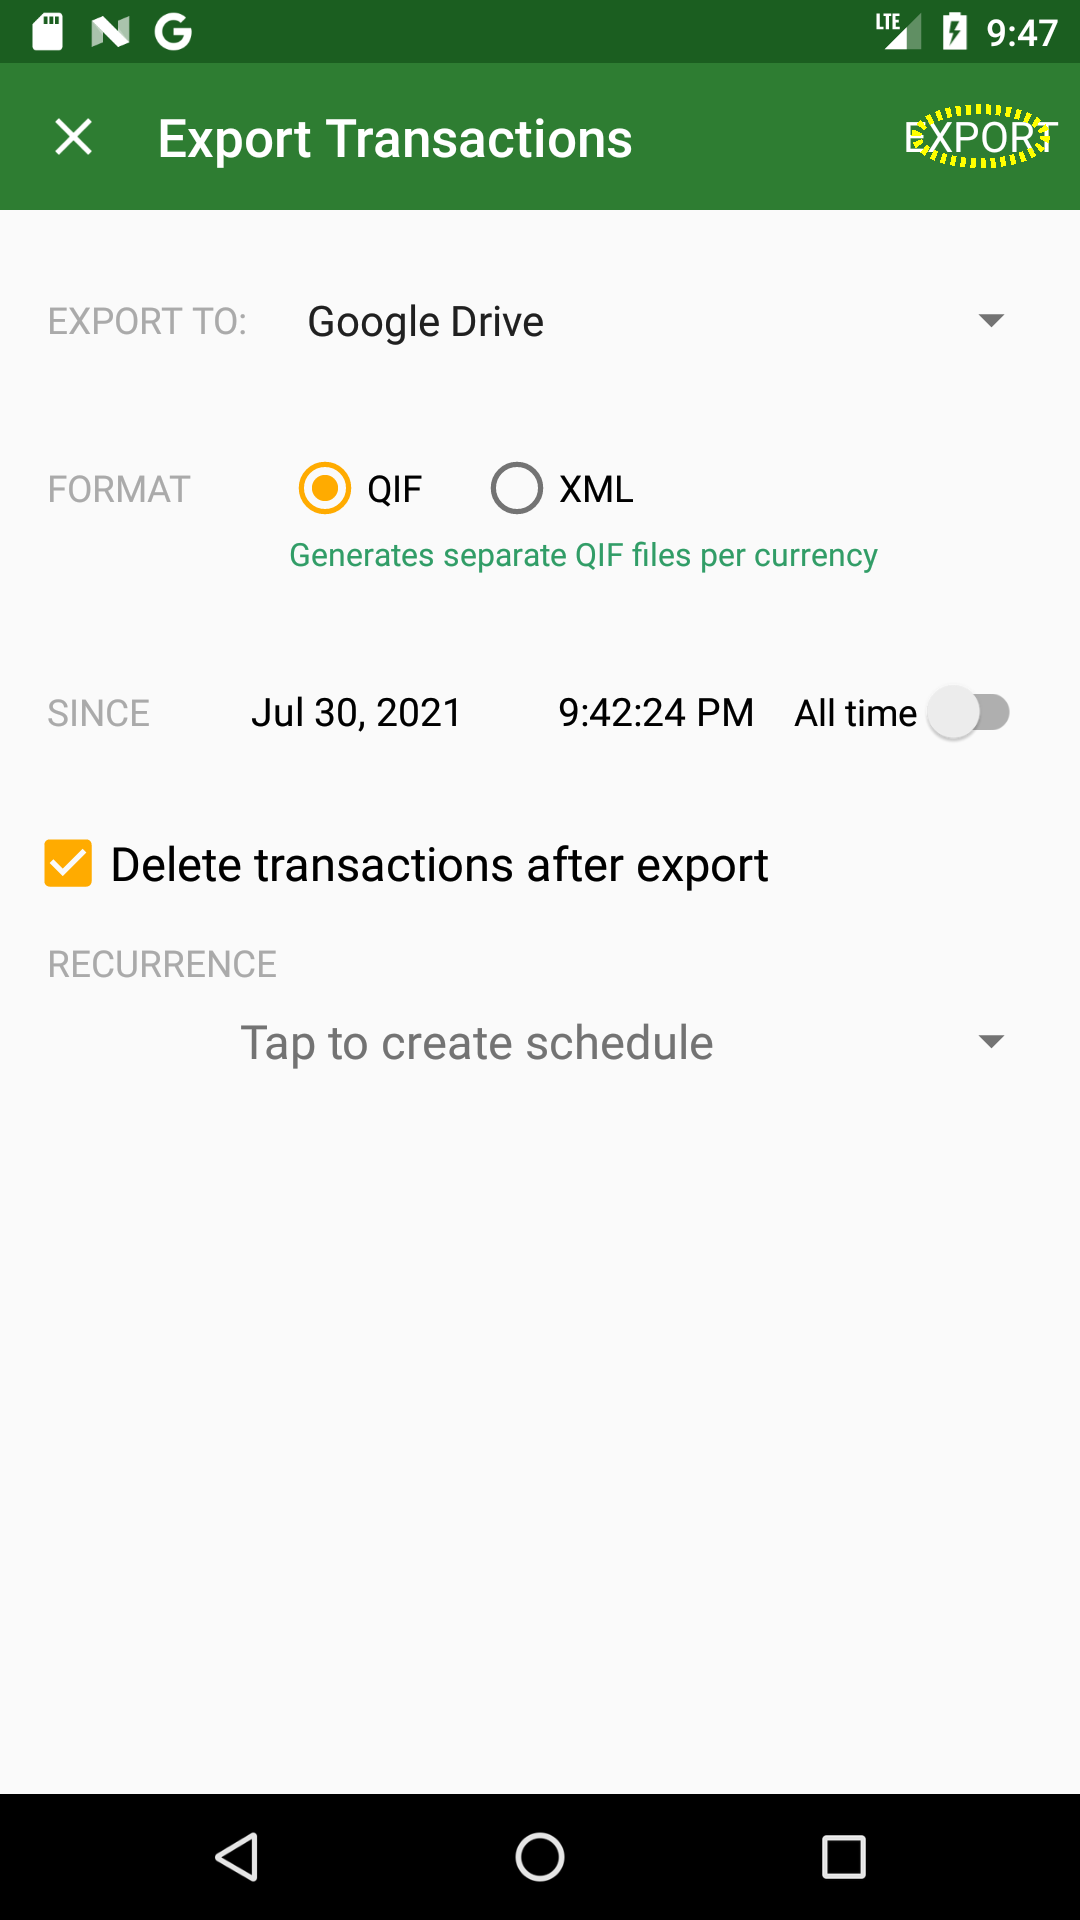 LTE 9:47
Export Transactions EXPORT
EXPORT TO: Google Drive
FORMAT QIF XML
Generates separate QIF files per currency
SINCE Jul 30, 2021 9:42:24 PM All time
Delete transactions after export
RECURRENCE
Tap to create schedule